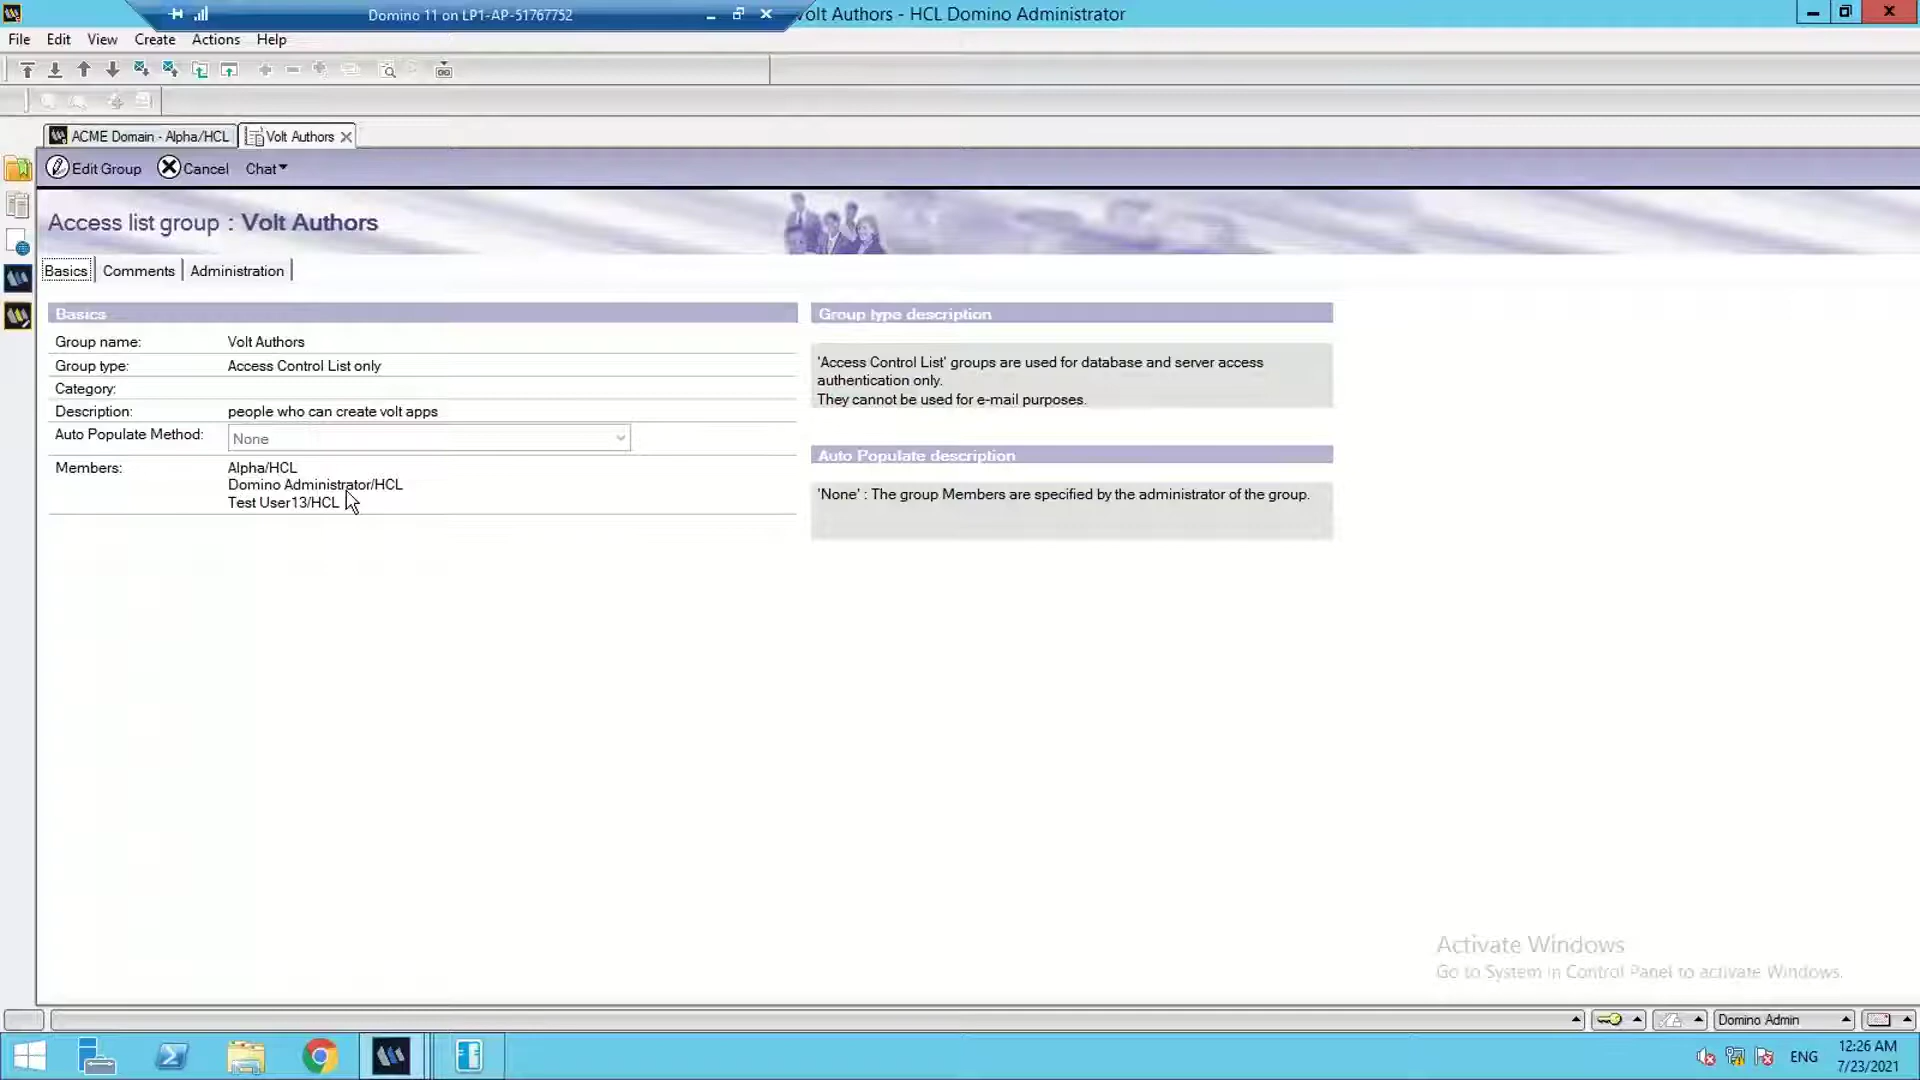 Domino 11 on LP1-AP-51767752
Volt Authors - HCL Domino Administrator
File Edit View Create Actions Help
ACME Domain - Alpha/HCL
Volt Authors
Edit Group Cancel Chat
Access list group : Volt Authors
Basics Comments Administration
Basics
Group name: Volt Authors
Group type: Access Control List only
Category:
Description: people who can create volt apps
Auto Populate Method: None
Members: Alpha/HCL
Domino Administrator/HCL
Test User13/HCL
Group type description
'Access Control List' groups are used for database and server access
authentication only.
They cannot be used for e-mail purposes.
Auto Populate description
'None' : The group Members are specified by the administrator of the group.
Activate Windows
Go to System in Control Panel to activate Windows.
Domino Admin
ENG
12:26 AM
7/23/2021